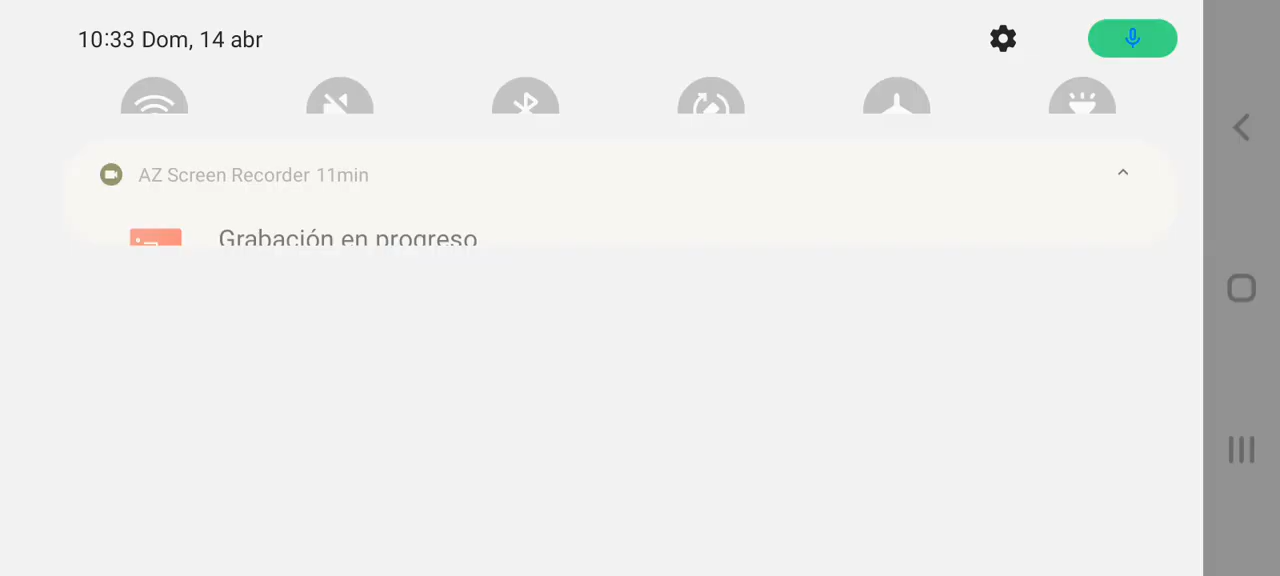 10:33 Dom, 14 abr
AZ Screen Recorder 11min
Grabación en progreso